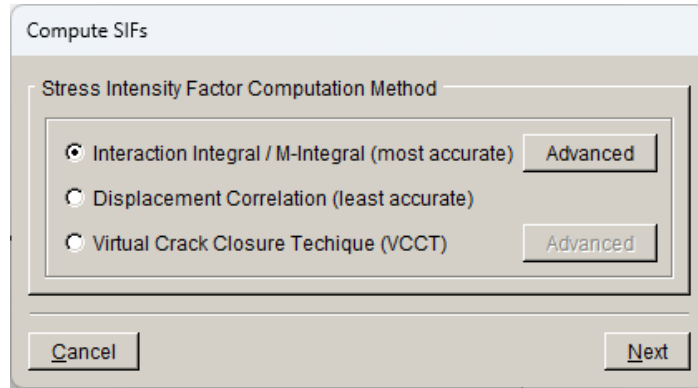 Compute SIFs
Stress Intensity Factor Computation Method
Interaction Integral / M-Integral (most accurate) Advanced
Displacement Correlation (least accurate)
Virtual Crack Closure Techique (VCCT) Advanced
Cancel Next